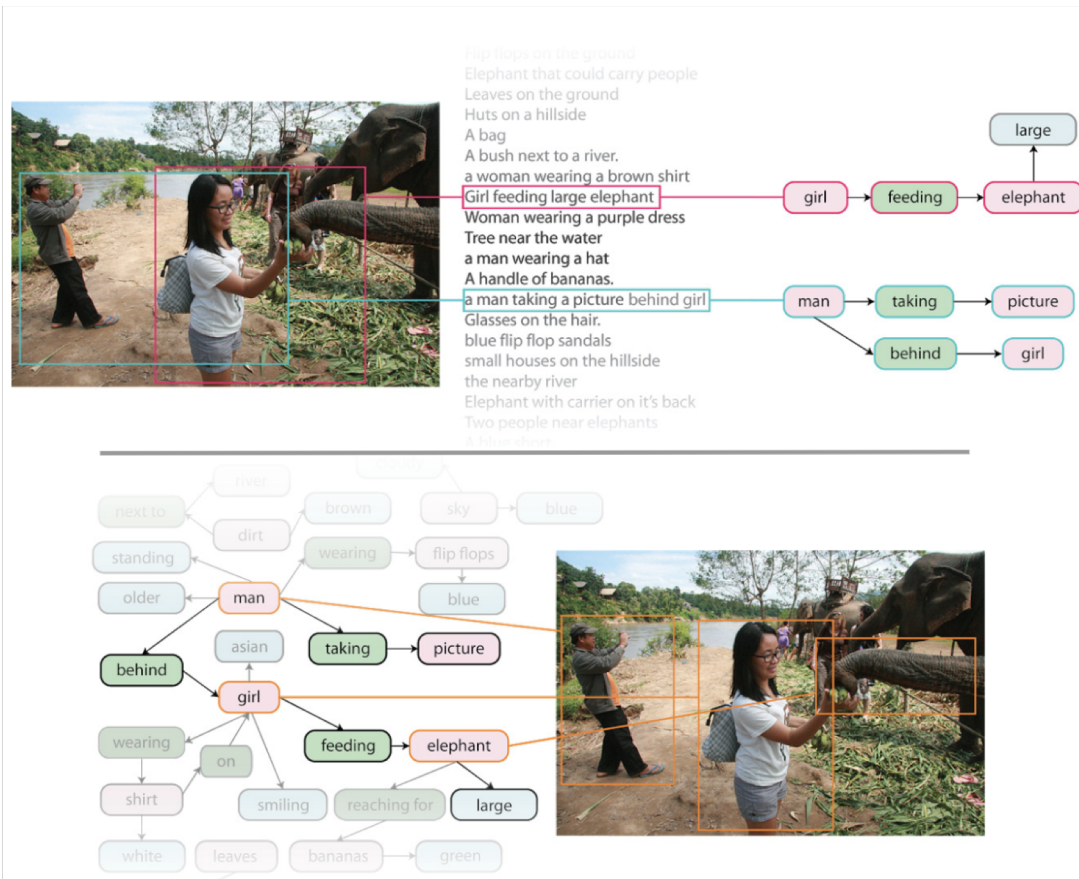 Flip flops on the ground
Elephant that could carry people
Leaves on the ground
Huts on a hillside
A bag
A bush next to a river.
a woman wearing a brown shirt
Girl feeding large elephant
Woman wearing a purple dress
Tree near the water
a man wearing a hat
A handle of bananas.
a man taking a picture behind girl
Glasses on the hair.
blue flip flop sandals
small houses on the hillside
the nearby river
Elephant with carrier on it's back
Two people near elephants
A blue short
large
girl feeding elephant
man taking picture
behind girl
river
next to brown sky blue
dirt
standing wearing flip flops
older man blue
asian taking picture
behind
girl
wearing feeding elephant
on
shirt smiling reaching for large
white leaves bananas green